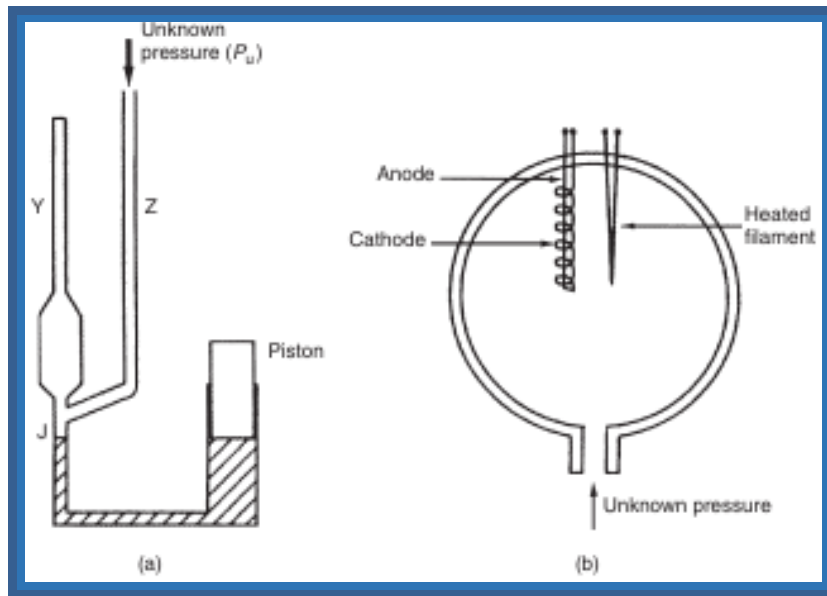 Unknown
pressure (Pu)
Y
Z
Piston
J
(a)
Anode
Cathode
Heated
filament
Unknown pressure
(b)